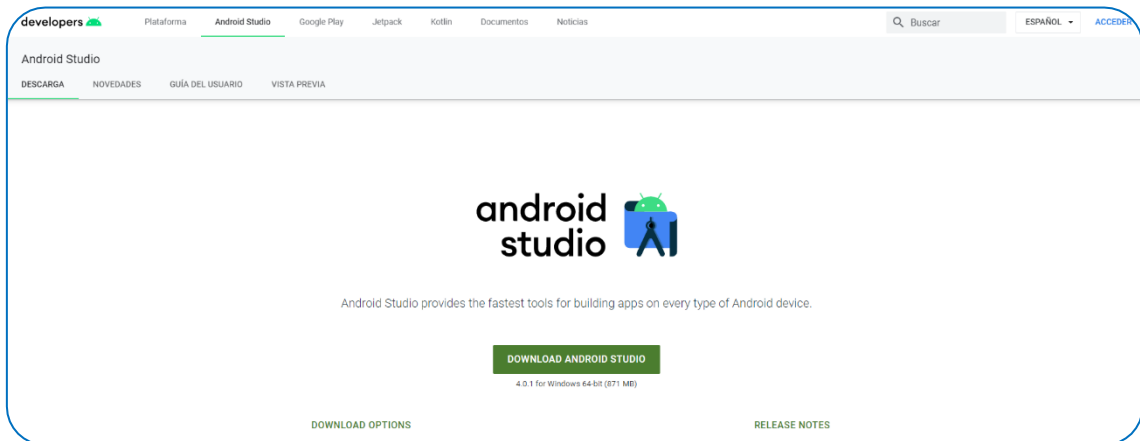 developers
Plataforma Android Studio Google Play Jetpack Kotlin Documentos Noticias
Buscar
ESPAÑOL
ACCEDER
Android Studio
DESCARGA NOVEDADES GUÍA DEL USUARIO VISTA PREVIA
android
studio
Android Studio provides the fastest tools for building apps on every type of Android device.
DOWNLOAD ANDROID STUDIO
4.0.1 for Windows 64-bit (871 MB)
DOWNLOAD OPTIONS RELEASE NOTES